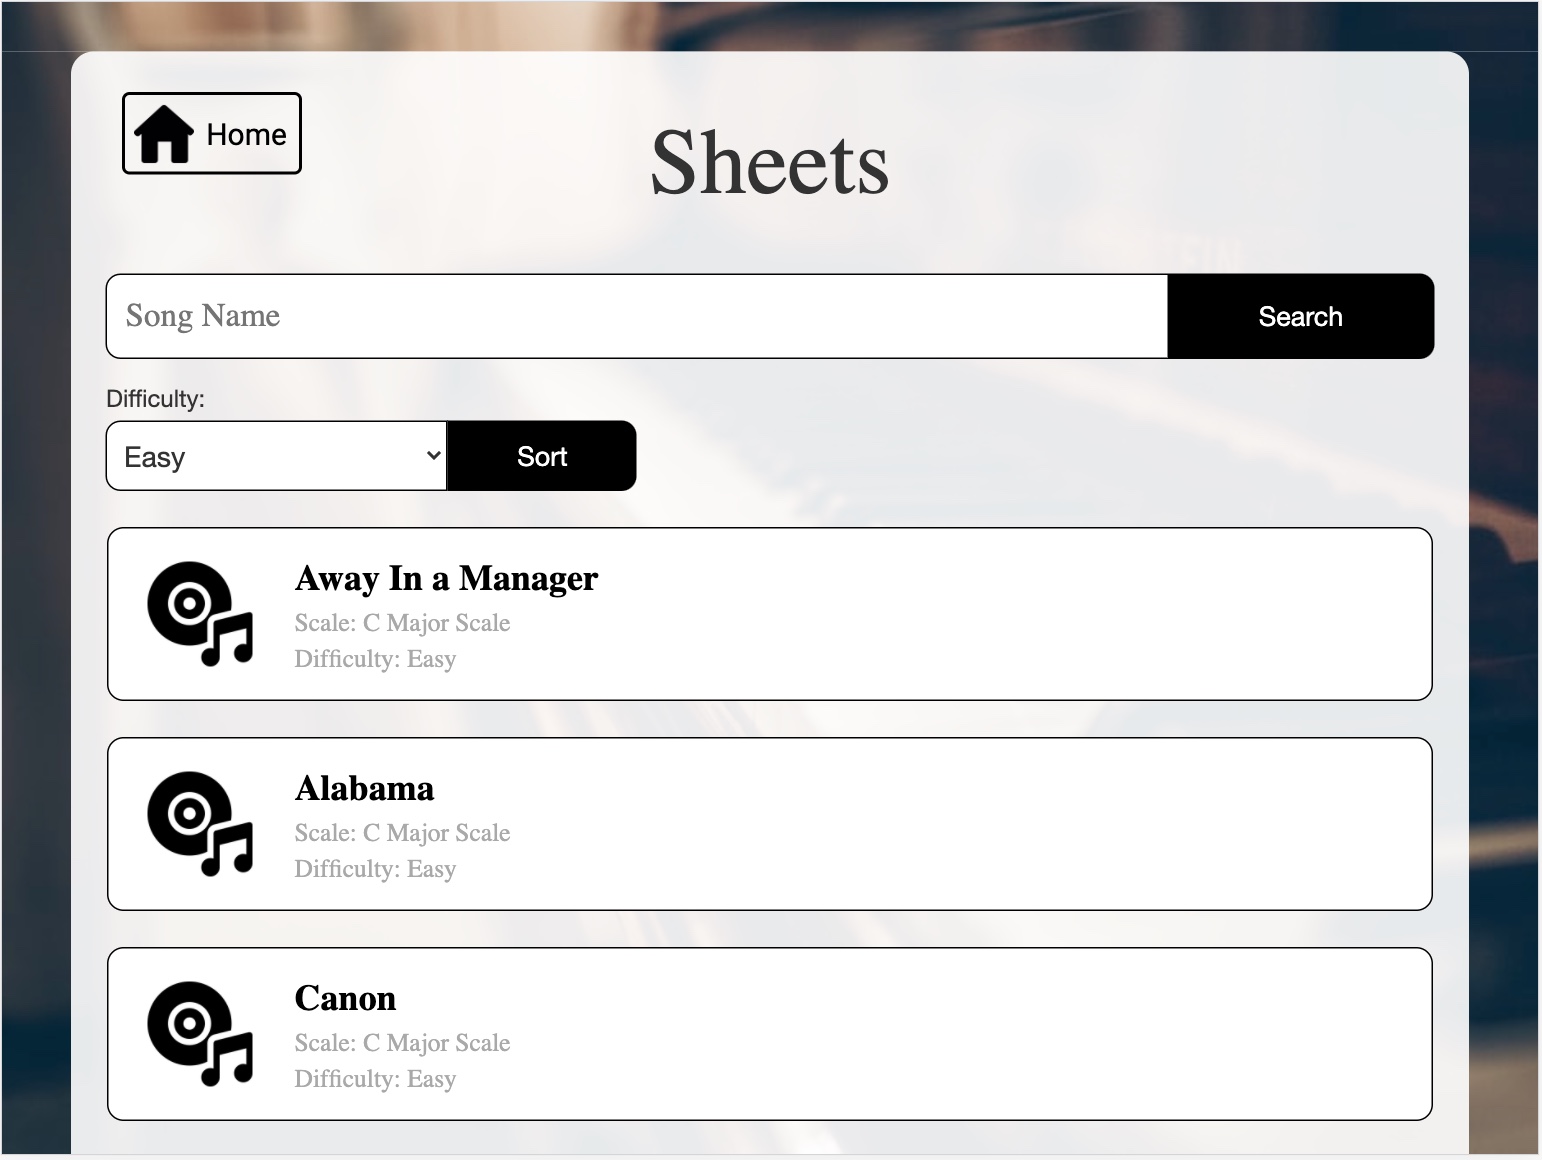 Home
Sheets
Song Name
Search
Difficulty:
Easy
Sort
Away In a Manager
Scale: C Major Scale
Difficulty: Easy
Alabama
Scale: C Major Scale
Difficulty: Easy
Canon
Scale: C Major Scale
Difficulty: Easy